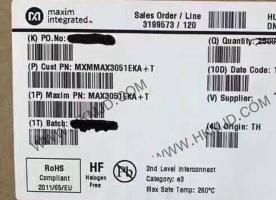 maxim
integrated™
Sales Order / Line
3199573 / 120
(K) PO.No:
(Q) Quantity: 2500
(P) Cust PN: MXMMAX3051EKA+T
(10D) Date Code:
(1P) Maxim PN: MAX3051EKA+T
(V) Supplier:
(1T) Batch:
(4L) Origin: TH
RoHS
Compliant
2011/65/EU
HF
Halogen
Free
Pb
2nd Level Interconnect
Category: e3
Max Safe Temp: 260°C